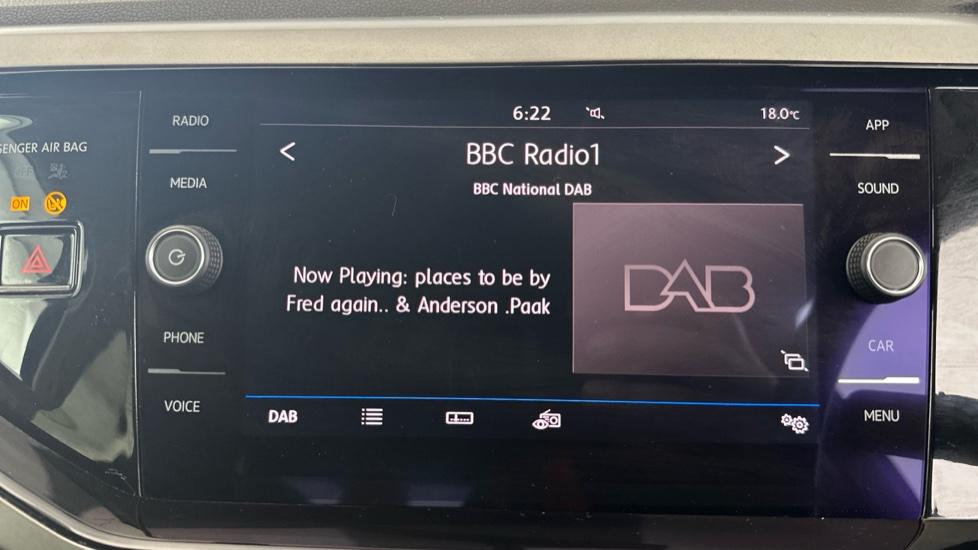 6:22
18.0°C
RADIO
APP
BBC Radio1
SENGER AIR BAG
MEDIA
SOUND
BBC National DAB
OFF
ON
Now Playing: places to be by
Fred again.. & Anderson .Paak
DAB
PHONE
CAR
VOICE
DAB
MENU